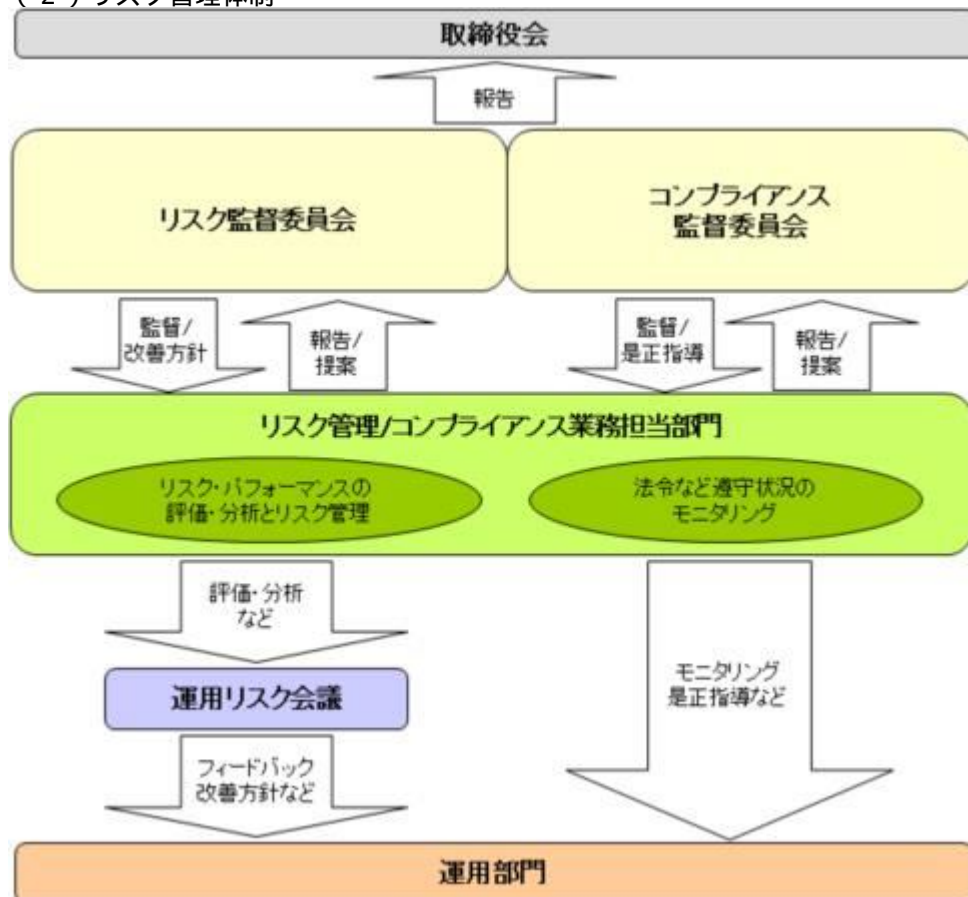 （２）リスク管理体制
取締役会
報告
リスク監督委員会
コンプライアンス
監督委員会
監督/
改善方針
報告/
提案
監督/
是正指導
報告/
提案
リスク管理/コンプライアンス業務担当部門
リスク・パフォーマンスの
評価・分析とリスク管理
法令など遵守状況の
モニタリング
評価・分析
など
運用リスク会議
モニタリング
是正指導など
フィードバック
改善方針など
運用部門